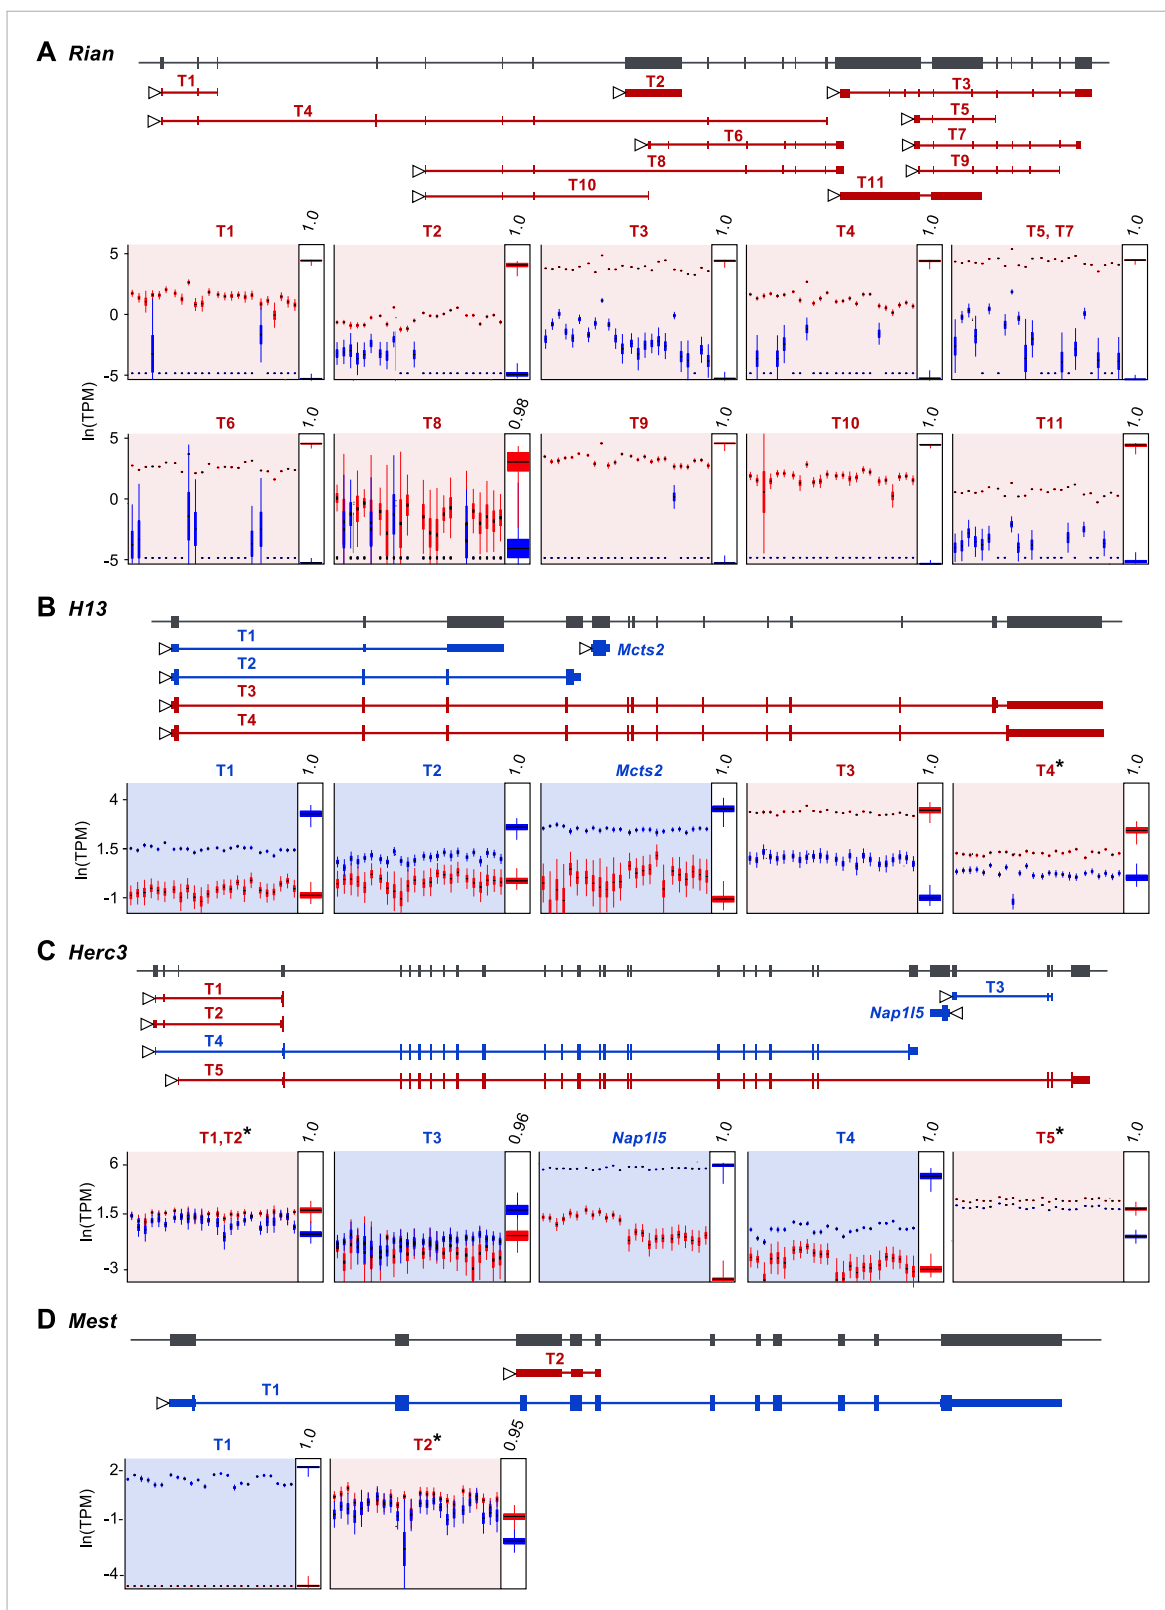 A Rian
T1 T2 T3
T4 T5
T6 T7
T8 T9
T10 T11
T1 1.0 T2 1.0 T3 1.0 T4 1.0 T5, T7 1.0
5
0
-5
ln(TPM)
T6 1.0 T8 0.98 T9 1.0 T10 1.0 T11 1.0
5
0
-5
B H13
T1 Mcts2
T2
T3
T4
T1 1.0 T2 1.0 Mcts2 1.0 T3 1.0 T4* 1.0
4
1.5
-1
ln(TPM)
C Herc3
T1 T3
T2 Nap1l5
T4
T5
T1,T2* 1.0 T3 0.96 Nap1l5 1.0 T4 1.0 T5* 1.0
6
1.5
-3
ln(TPM)
D Mest
T2
T1
T1 1.0 T2* 0.95
2
-1
-4
ln(TPM)